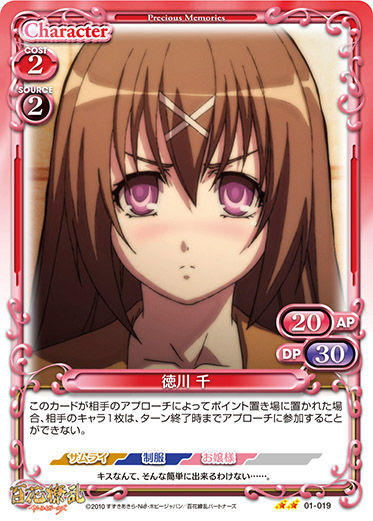 Precious Memories
Character
COST
2
SOURCE
2
20 AP
DP 30
徳川 千
このカードが相手のアプローチによってポイント置き場に置かれた場
合、相手のキャラ1枚は、ターン終了時までアプローチに参加すること
ができない。
サムライ 制服 お嬢様
キスなんて、そんな簡単に出来るわけない……。
百花繚乱
©2010 すずきあきら・Niθ・ホビージャパン/百花繚乱パートナーズ
01-019